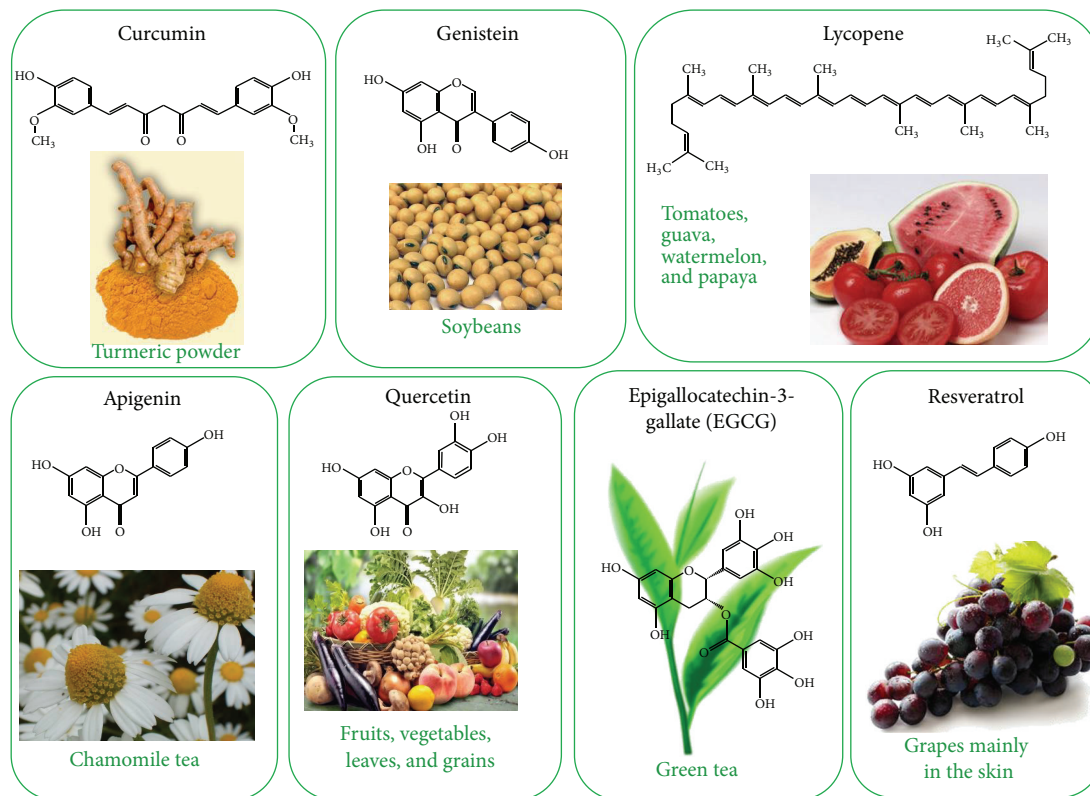 Curcumin
HO
OH
O
O
O
O
CH₃
CH₃
Turmeric powder
Genistein
HO
O
OH
O
OH
Soybeans
Lycopene
H₃C
CH₃
CH₃
CH₃
CH₃
CH₃
CH₃
CH₃
H₃C
CH₃
Tomatoes,
guava,
watermelon,
and papaya
Apigenin
OH
HO
O
OH
O
Chamomile tea
Quercetin
OH
OH
HO
O
OH
OH
O
Fruits, vegetables,
leaves, and grains
Epigallocatechin-3-
gallate (EGCG)
OH
OH
HO
O
OH
O
OH
O
OH
OH
OH
Green tea
Resveratrol
OH
HO
OH
Grapes mainly
in the skin